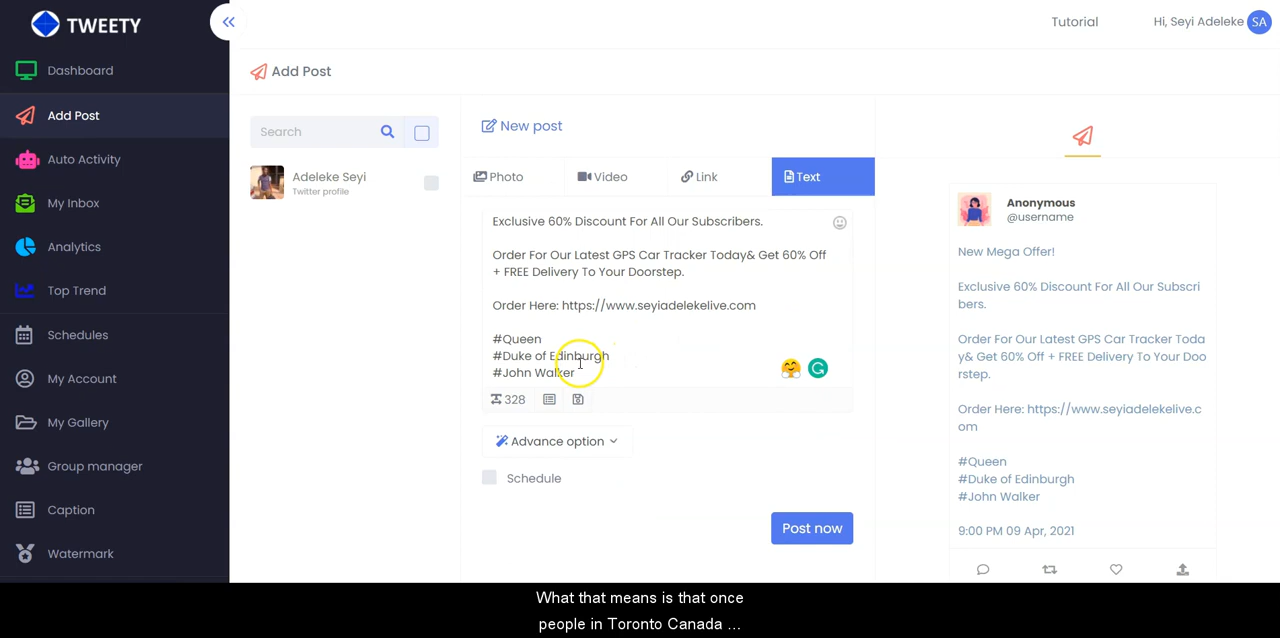 TWEETY
Tutorial
Hi, Seyi Adeleke
SA
Dashboard
Add Post
Auto Activity
My Inbox
Analytics
Top Trend
Schedules
My Account
My Gallery
Group manager
Caption
Watermark
Add Post
Search
Adeleke Seyi
Twitter profile
New post
Photo
Video
Link
Text
Exclusive 60% Discount For All Our Subscribers.
Order For Our Latest GPS Car Tracker Today& Get 60% Off
+ FREE Delivery To Your Doorstep.
Order Here: https://www.seyiadelekelive.com
#Queen
#Duke of Edinburgh
#John Walker
328
Advance option
Schedule
Post now
Anonymous
@username
New Mega Offer!
Exclusive 60% Discount For All Our Subscri
bers.
Order For Our Latest GPS Car Tracker Toda
y& Get 60% Off + FREE Delivery To Your Doo
rstep.
Order Here: https://www.seyiadelekelive.c
om
#Queen
#Duke of Edinburgh
#John Walker
9:00 PM 09 Apr, 2021
What that means is that once
people in Toronto Canada ...